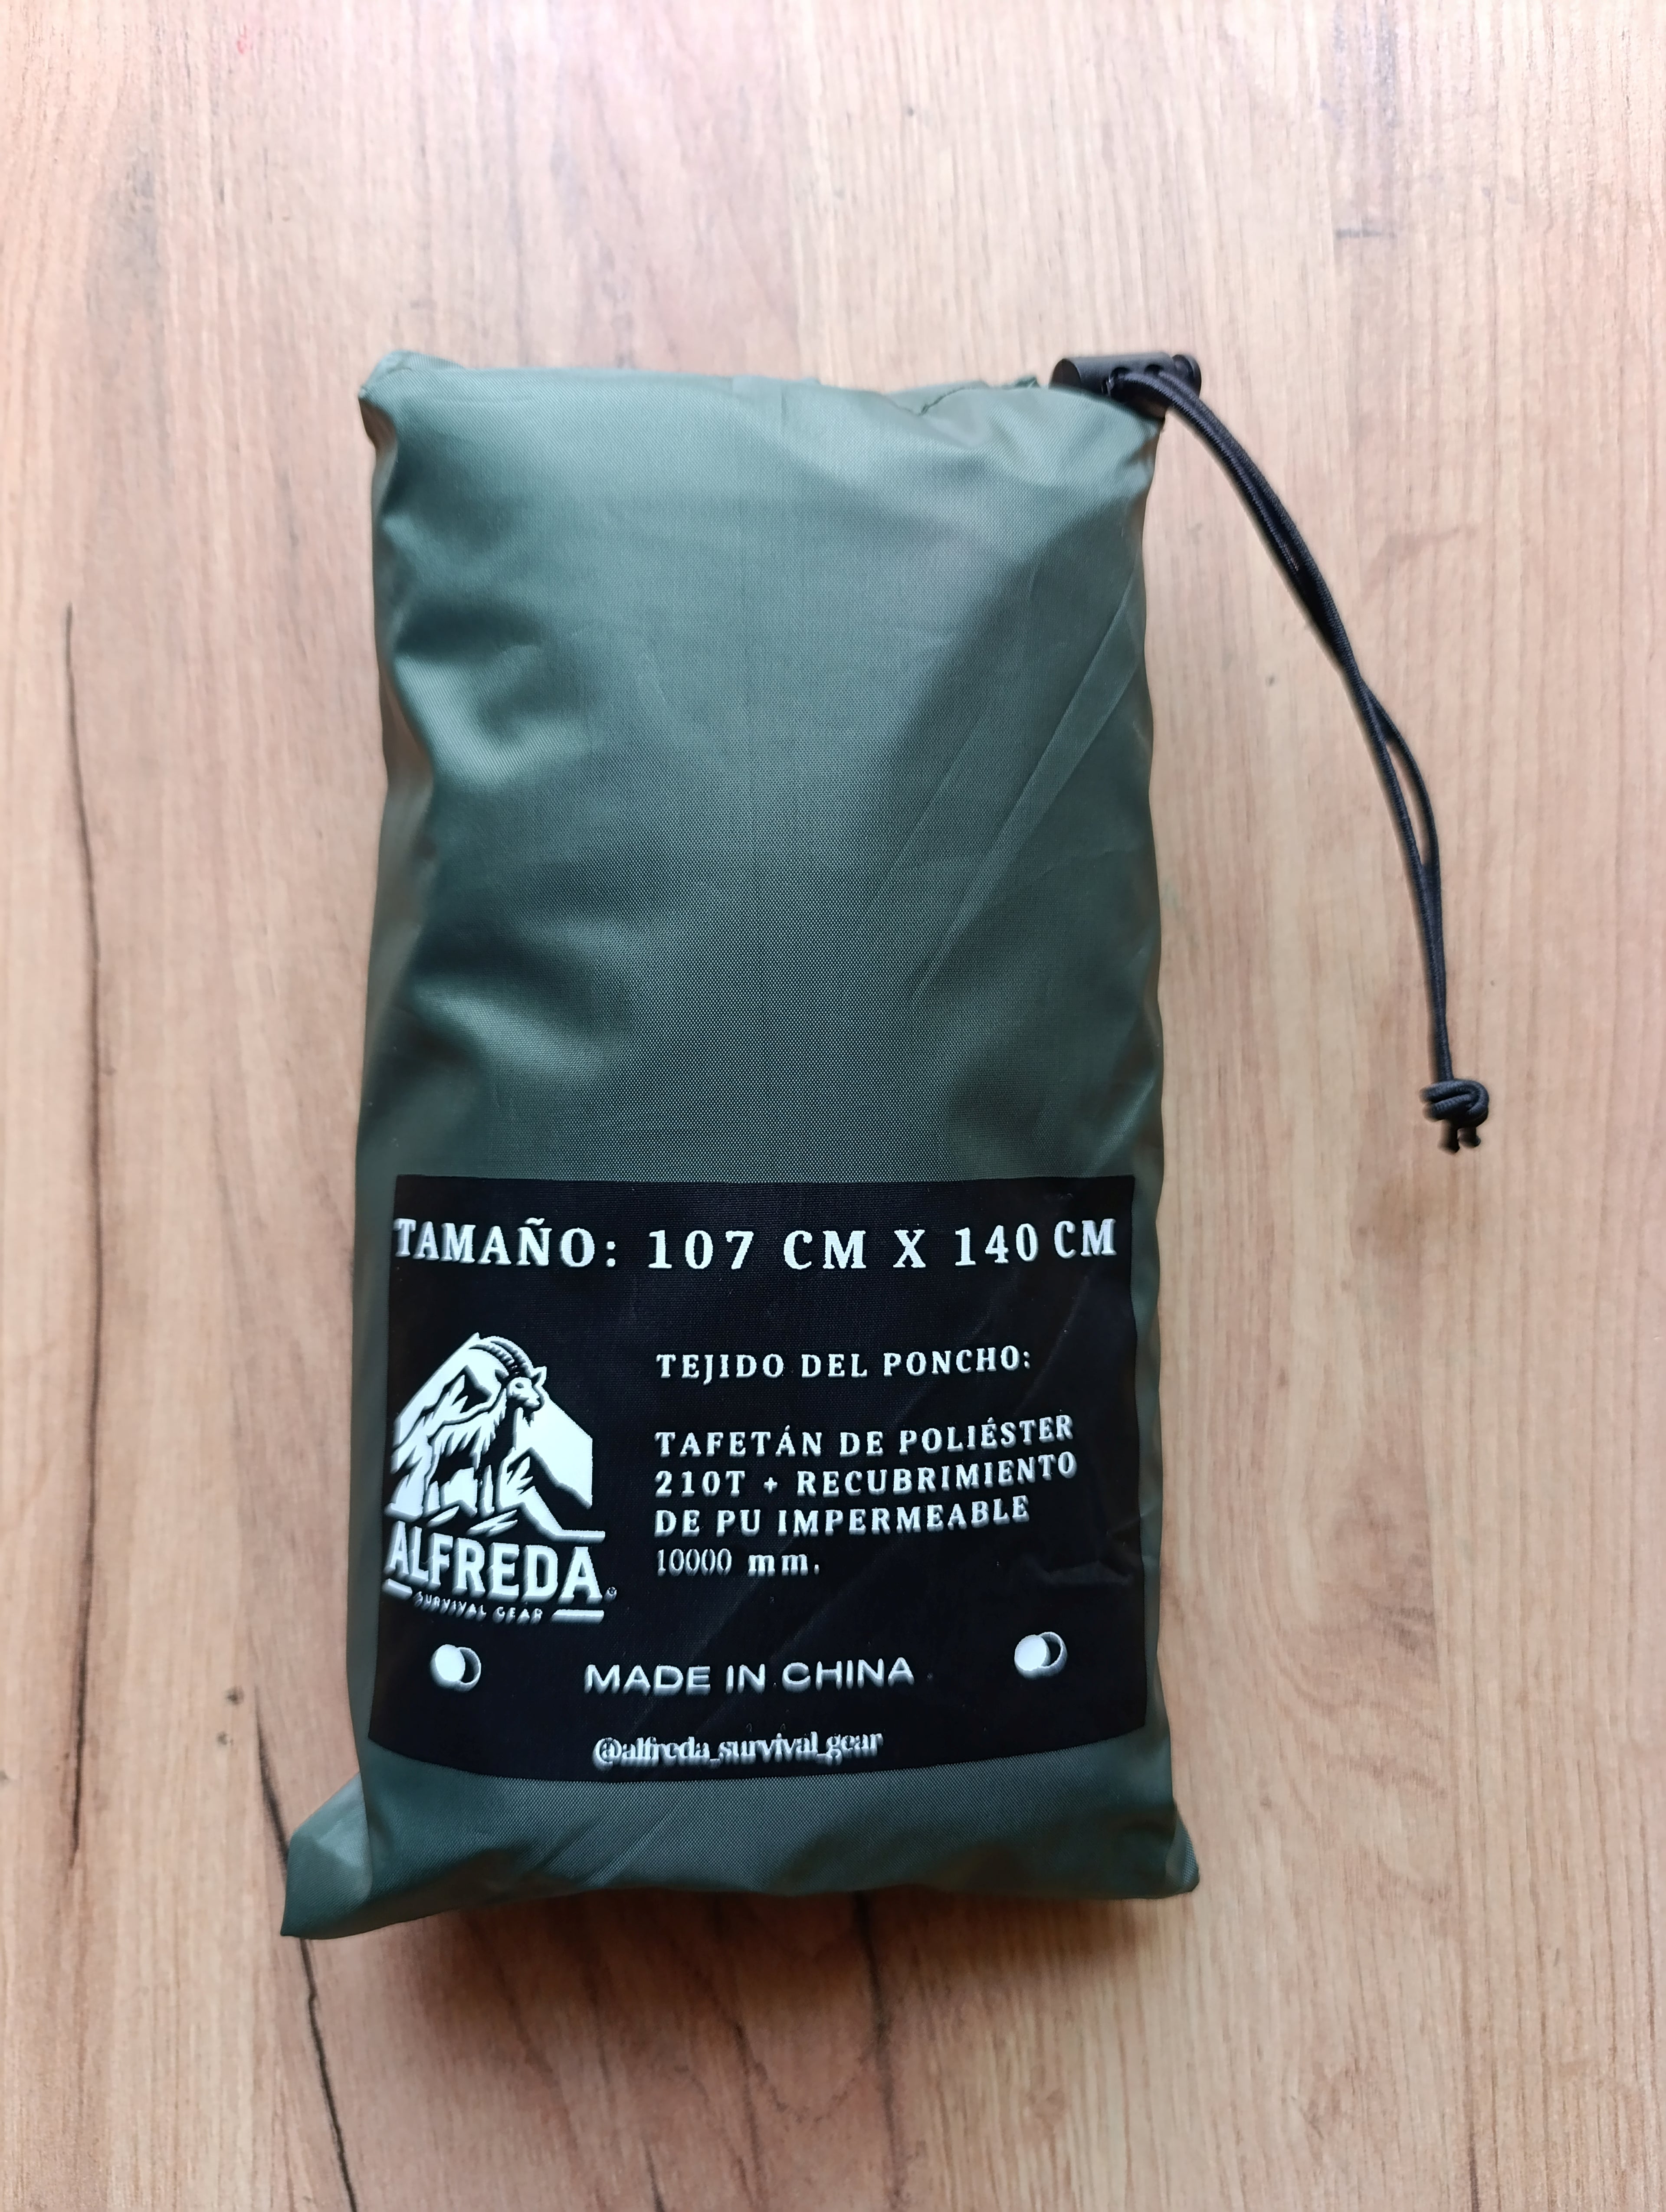 TAMAÑO: 107 CM X 140 CM
TEJIDO DEL PONCHO:
TAFETÁN DE POLIÉSTER
210T + RECUBRIMIENTO
DE PU IMPERMEABLE
10000 mm.
ALFREDA
SURVIVAL GEAR
MADE IN CHINA
@alfreda_survival_gear